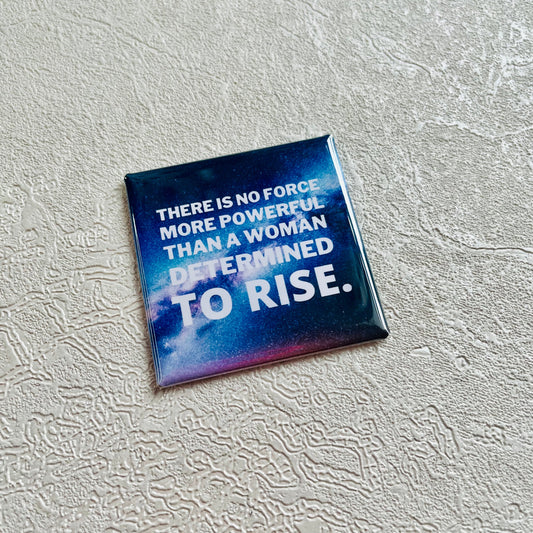 THERE IS NO FORCE
MORE POWERFUL
THAN A WOMAN
DETERMINED
TO RISE.